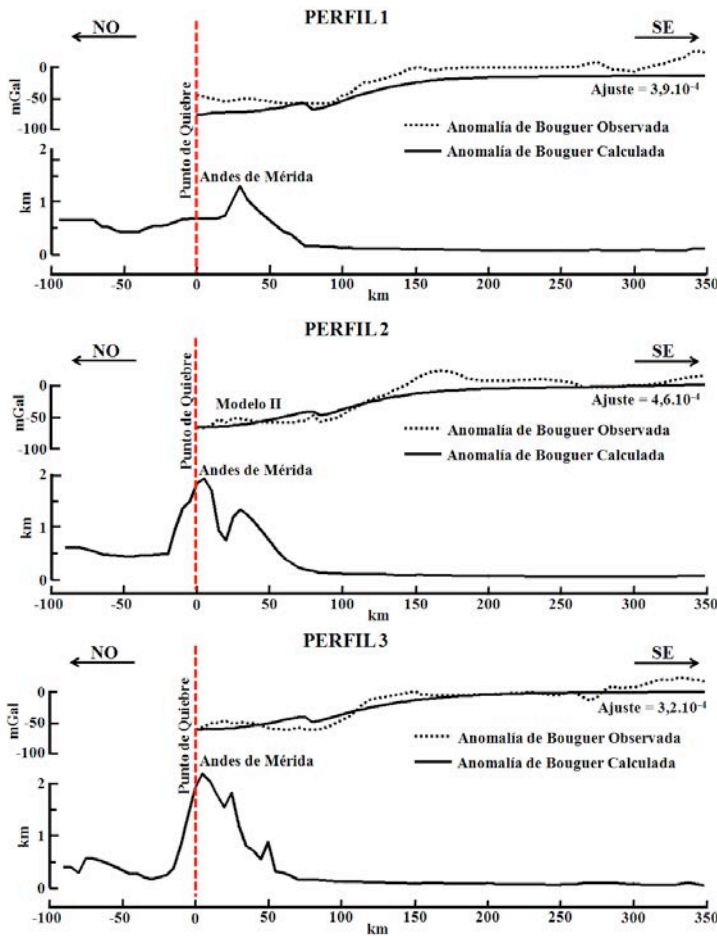 PERFIL 1
NO
SE
0
-50
-100
mGal
Punto de Quiebre
Ajuste = 3,9.10⁻⁴
Anomalía de Bouguer Observada
Anomalía de Bouguer Calculada
2
1
0
km
Andes de Mérida
-100 -50 0 50 100 150 200 250 300 350
km
PERFIL 2
NO
SE
0
-50
-100
mGal
Punto de Quiebre
Modelo II
Ajuste = 4,6.10⁻⁴
Anomalía de Bouguer Observada
Anomalía de Bouguer Calculada
2
1
0
km
Andes de Mérida
-100 -50 0 50 100 150 200 250 300 350
km
PERFIL 3
NO
SE
0
-50
-100
mGal
Punto de Quiebre
Ajuste = 3,2.10⁻⁴
Anomalía de Bouguer Observada
Anomalía de Bouguer Calculada
2
1
0
km
Andes de Mérida
-100 -50 0 50 100 150 200 250 300 350
km